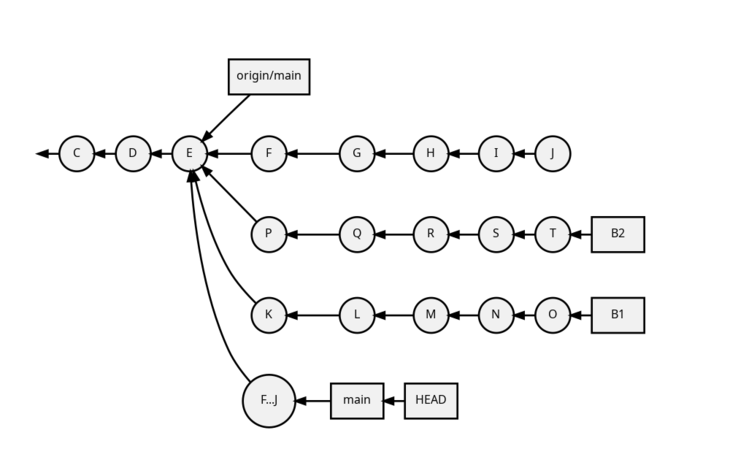 origin/main
C D E F G H I J
P Q R S T B2
K L M N O B1
F...J main HEAD